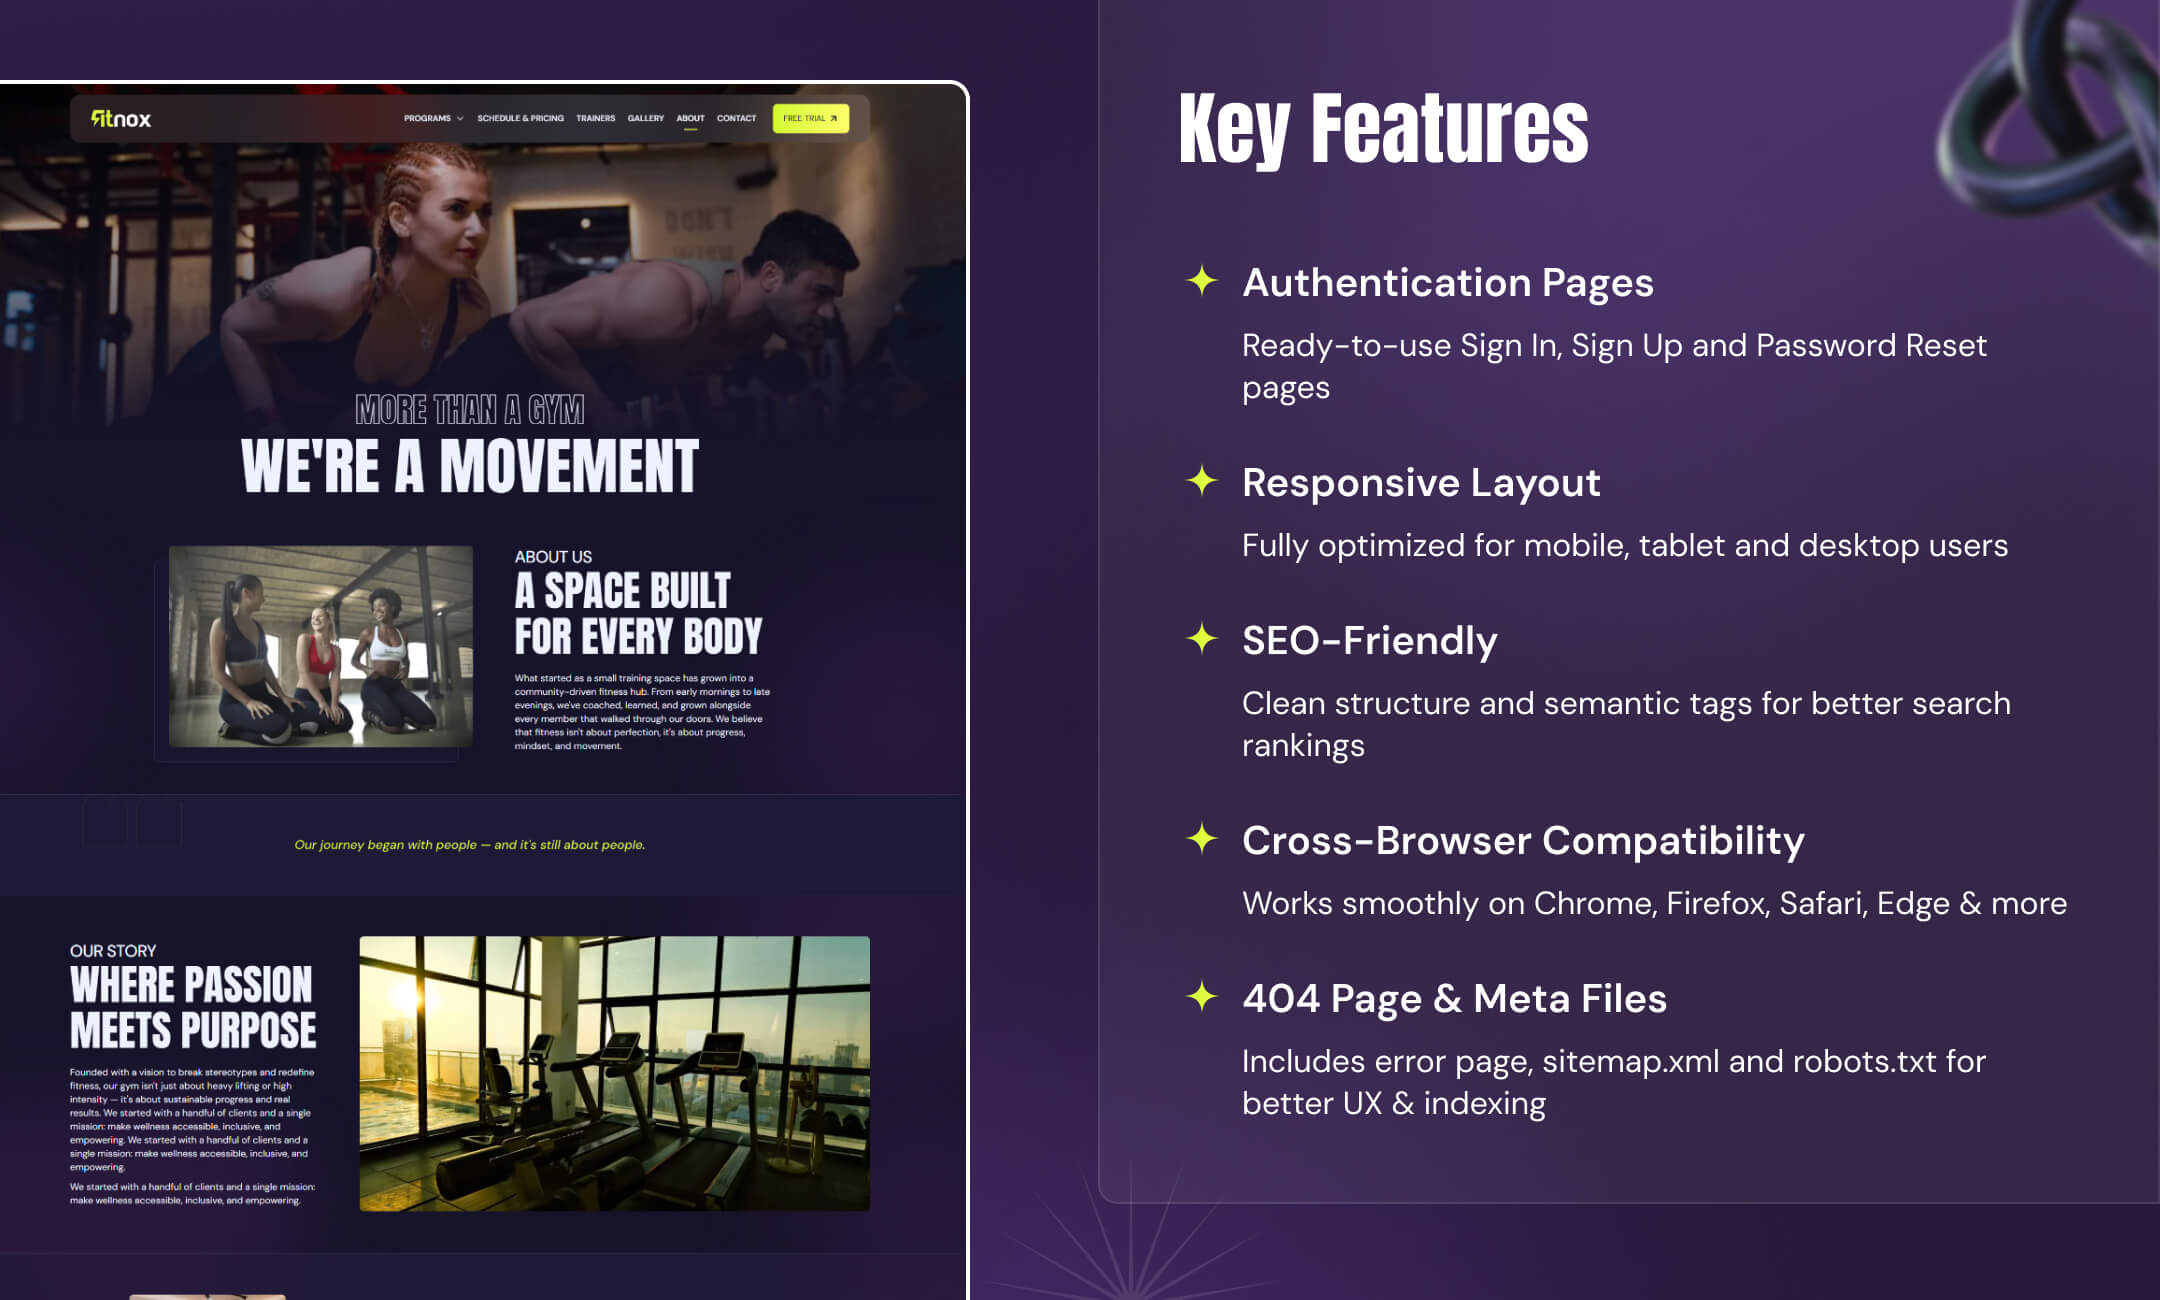 fitnox
PROGRAMS
SCHEDULE & PRICING
TRAINERS
GALLERY
ABOUT
CONTACT
FREE TRIAL
MORE THAN A GYM
WE'RE A MOVEMENT
ABOUT US
A SPACE BUILT
FOR EVERY BODY
What started as a small training space has grown into a
community-driven fitness hub. From early mornings to late
evenings, we've coached, learned, and grown alongside
every member that walked through our doors. We believe
that fitness isn't about perfection, it's about progress,
mindset, and movement.
Our journey began with people — and it's still about people.
OUR STORY
WHERE PASSION
MEETS PURPOSE
Founded with a vision to break stereotypes and redefine
fitness, our gym isn't just about heavy lifting or high
intensity — it's about sustainable progress and real
results. We started with a handful of clients and a single
mission: make wellness accessible, inclusive, and
empowering. We started with a handful of clients and a
single mission: make wellness accessible, inclusive, and
empowering.
We started with a handful of clients and a single mission:
make wellness accessible, inclusive, and empowering.
Key Features
Authentication Pages
Ready-to-use Sign In, Sign Up and Password Reset
pages
Responsive Layout
Fully optimized for mobile, tablet and desktop users
SEO-Friendly
Clean structure and semantic tags for better search
rankings
Cross-Browser Compatibility
Works smoothly on Chrome, Firefox, Safari, Edge & more
404 Page & Meta Files
Includes error page, sitemap.xml and robots.txt for
better UX & indexing